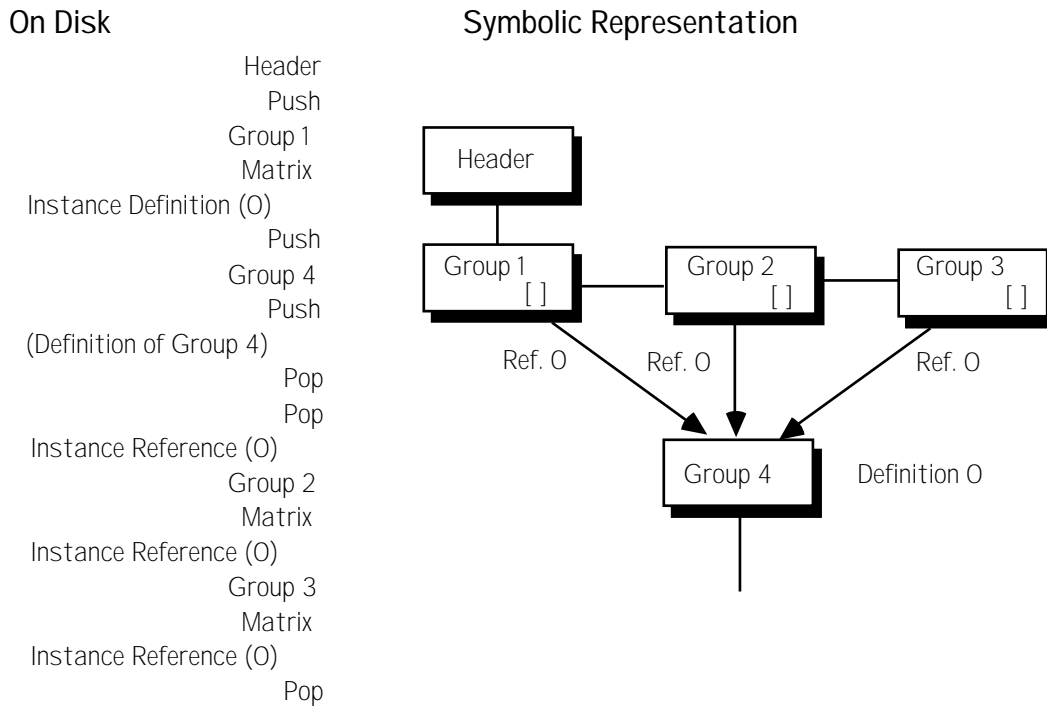 On Disk
Symbolic Representation
Header
Push
Group 1
Matrix
Instance Definition (0)
Push
Group 4
Push
(Definition of Group 4)
Pop
Pop
Instance Reference (0)
Group 2
Matrix
Instance Reference (0)
Group 3
Matrix
Instance Reference (0)
Pop
Header
Group 1
[ ]
Group 2
[ ]
Group 3
[ ]
Ref. 0
Ref. 0
Ref. 0
Group 4
Definition 0